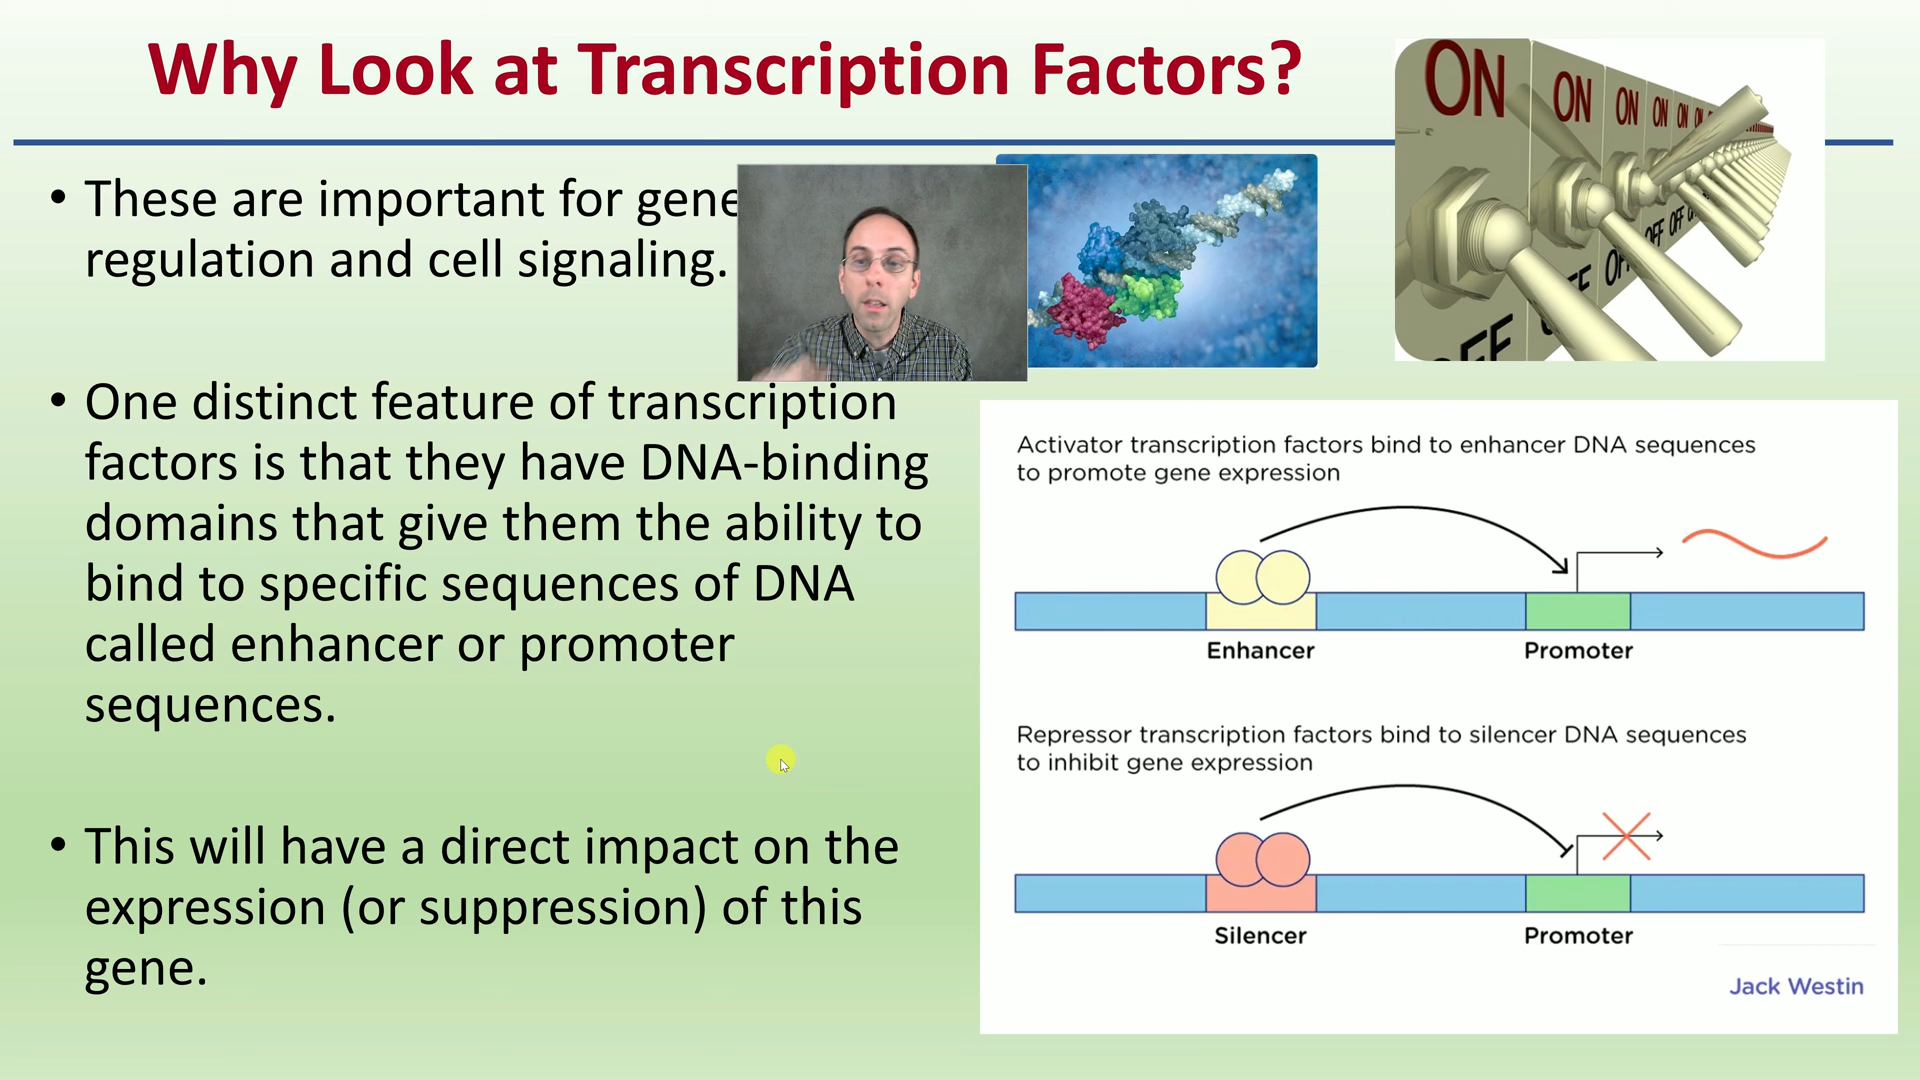 Why Look at Transcription Factors?
• These are important for gene
regulation and cell signaling.
• One distinct feature of transcription
factors is that they have DNA-binding
domains that give them the ability to
bind to specific sequences of DNA
called enhancer or promoter
sequences.
• This will have a direct impact on the
expression (or suppression) of this
gene.
ON ON ON ON ON ON
OFF OFF OFF OFF
Activator transcription factors bind to enhancer DNA sequences
to promote gene expression
Enhancer Promoter
Repressor transcription factors bind to silencer DNA sequences
to inhibit gene expression
Silencer Promoter
Jack Westin